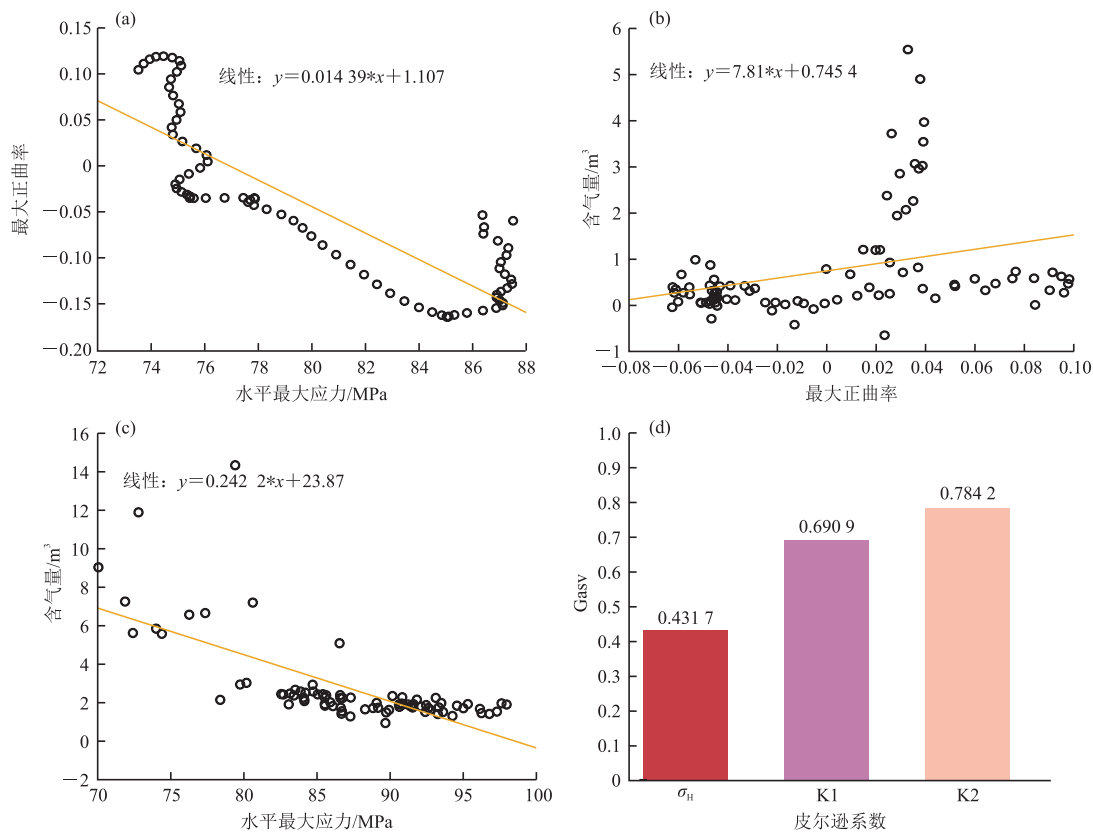 (a)
0.15
0.10
0.05
0
−0.05
−0.10
−0.15
−0.20
最大正曲率
线性：y＝0.014 39*x＋1.107
72 74 76 78 80 82 84 86 88
水平最大应力/MPa
(b)
6
5
4
3
2
1
0
−1
含气量/m³
线性：y＝7.81*x＋0.745 4
−0.08 −0.06 −0.04 −0.02 0 0.02 0.04 0.06 0.08 0.10
最大正曲率
(c)
16
14
12
10
8
6
4
2
0
−2
含气量/m³
线性：y＝0.242 2*x＋23.87
70 75 80 85 90 95 100
水平最大应力/MPa
(d)
1.0
0.9
0.8
0.7
0.6
0.5
0.4
0.3
0.2
0.1
0
Gasv
0.431 7
0.690 9
0.784 2
σH K1 K2
皮尔逊系数